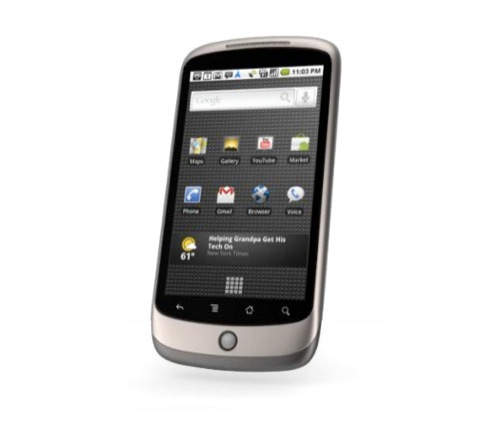 11:03 PM
Google
Maps Gallery YouTube Market
Phone Gmail Browser Voice
Helping Grandpa Get His
Tech On
61° New York Times